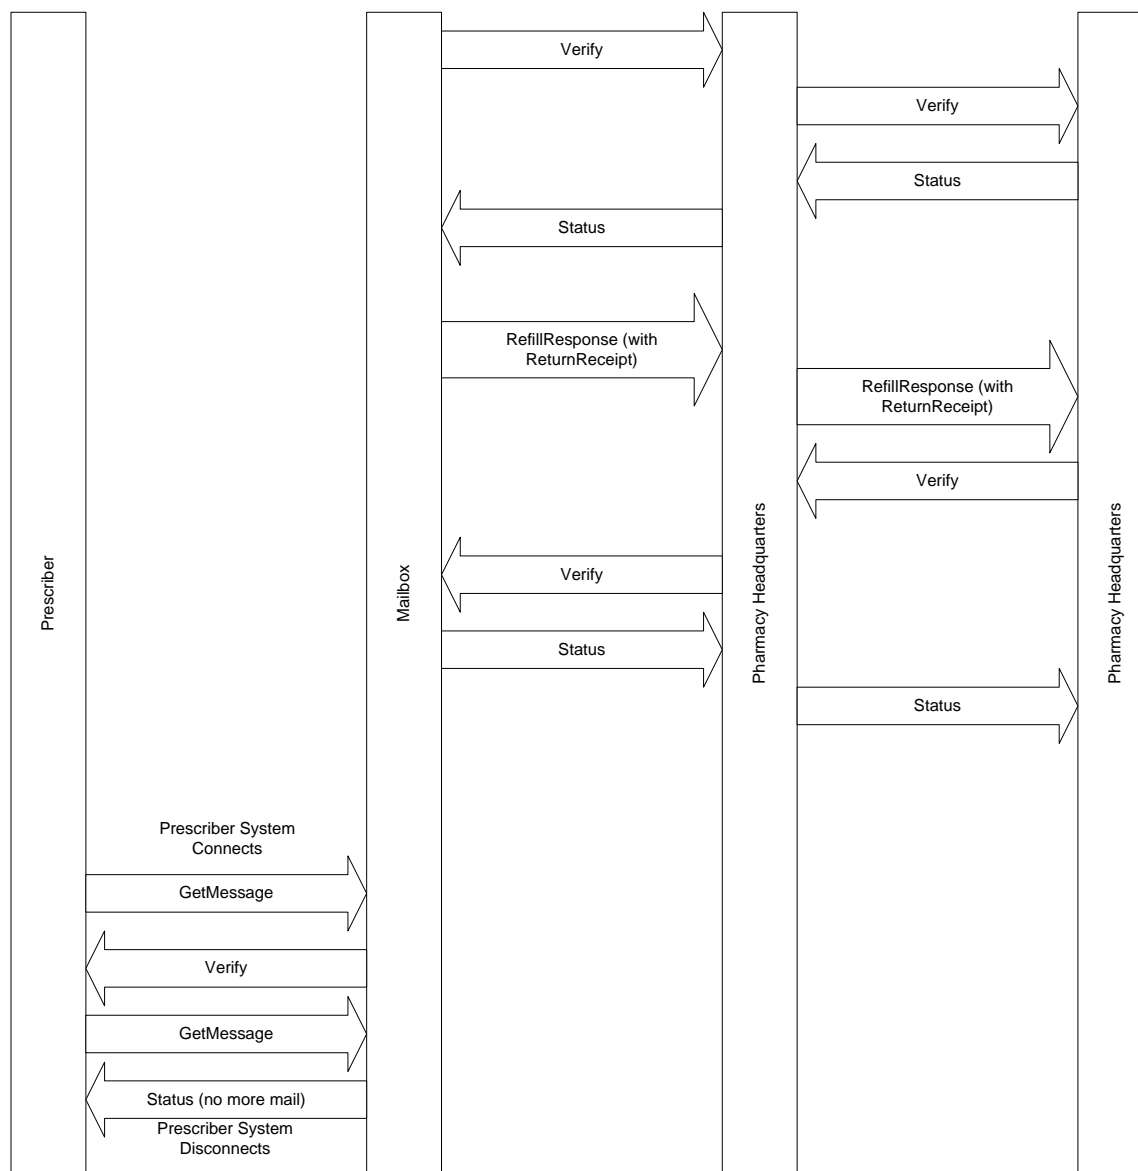 Verify
Verify
Status
Status
RefillResponse (with
ReturnReceipt)
RefillResponse (with
ReturnReceipt)
Verify
Prescriber
Mailbox
Pharmacy Headquarters
Pharmacy Headquarters
Verify
Status
Status
Prescriber System
Connects
GetMessage
Verify
GetMessage
Status (no more mail)
Prescriber System
Disconnects